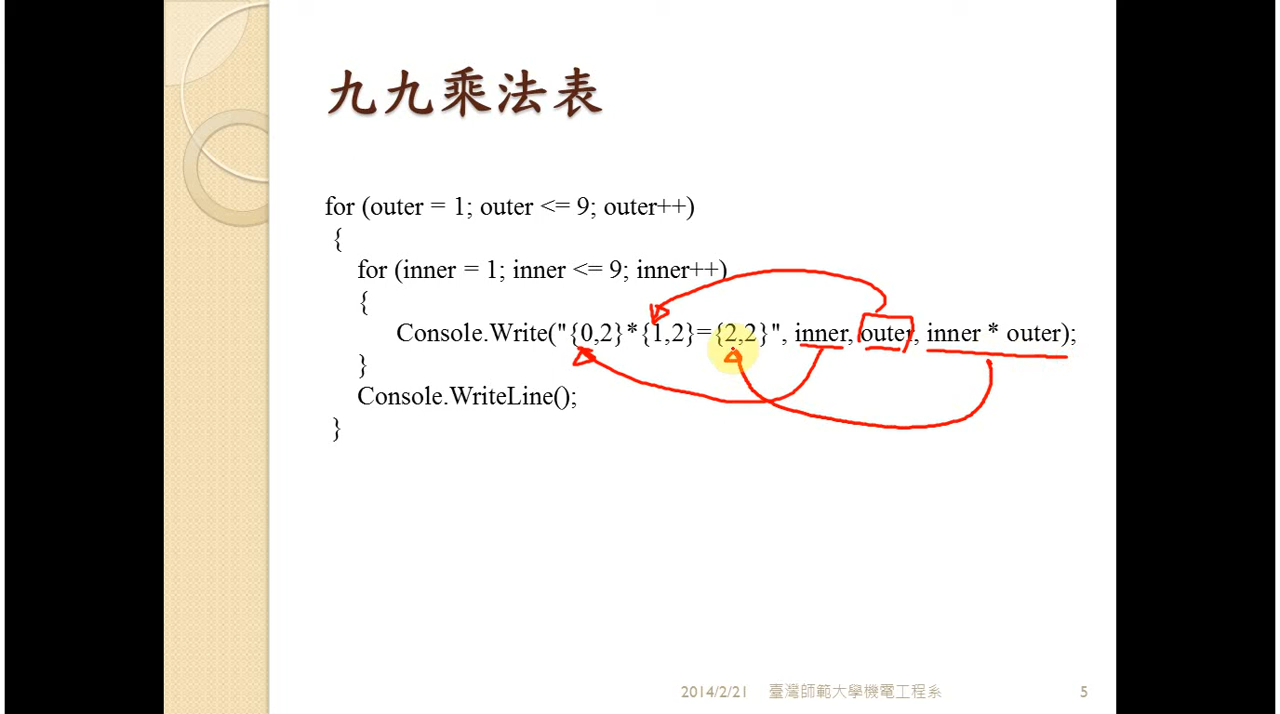 九九乘法表
for (outer = 1; outer <= 9; outer++)
{
for (inner = 1; inner <= 9; inner++)
{
Console.Write("{0,2}*{1,2}={2,2}", inner, outer, inner * outer);
}
Console.WriteLine();
}
2014/2/21 臺灣師範大學機電工程系 5